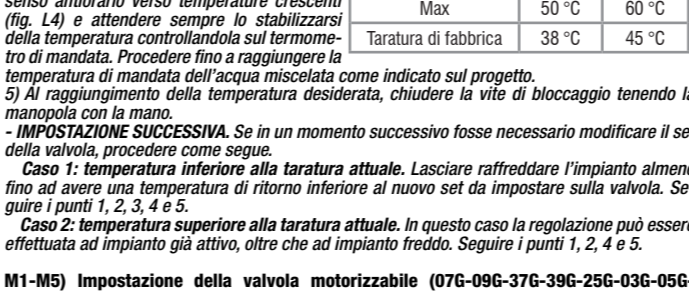 senso antiorario verso temperature crescenti
(fig. L4) e attendere sempre lo stabilizzarsi
della temperatura controllandola sul termome-
tro di mandata. Procedere fino a raggiungere la
temperatura di mandata dell'acqua miscelata come indicato sul progetto.
Max 50 °C 60 °C
Taratura di fabbrica 38 °C 45 °C
5) Al raggiungimento della temperatura desiderata, chiudere la vite di bloccaggio tenendo la
manopola con la mano.
- IMPOSTAZIONE SUCCESSIVA. Se in un momento successivo fosse necessario modificare il set
della valvola, procedere come segue.
Caso 1: temperatura inferiore alla taratura attuale. Lasciare raffreddare l'impianto almeno
fino ad avere una temperatura di ritorno inferiore al nuovo set da impostare sulla valvola. Se-
guire i punti 1, 2, 3, 4 e 5.
Caso 2: temperatura superiore alla taratura attuale. In questo caso la regolazione può essere
effettuata ad impianto già attivo, oltre che ad impianto freddo. Seguire i punti 1, 2, 4 e 5.
M1-M5) Impostazione della valvola motorizzabile (07G-09G-37G-39G-25G-03G-05G-